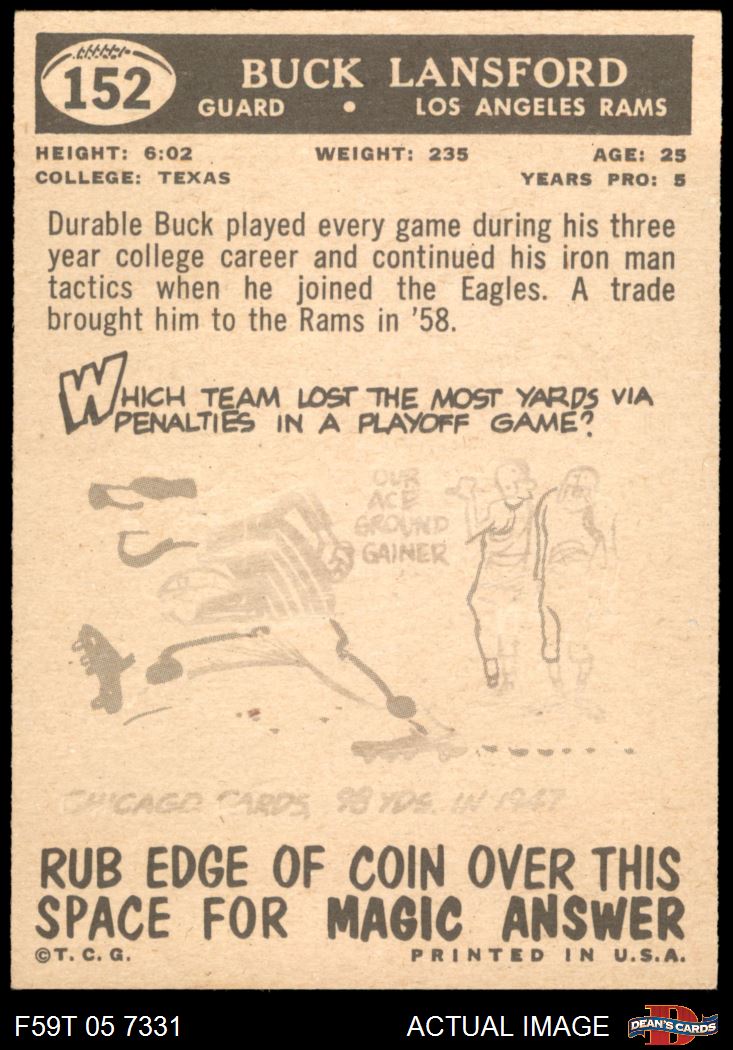 152
BUCK LANSFORD
GUARD • LOS ANGELES RAMS
HEIGHT: 6:02 WEIGHT: 235 AGE: 25
COLLEGE: TEXAS YEARS PRO: 5
Durable Buck played every game during his three
year college career and continued his iron man
tactics when he joined the Eagles. A trade
brought him to the Rams in '58.
WHICH TEAM LOST THE MOST YARDS VIA
PENALTIES IN A PLAYOFF GAME?
OUR
ACE
GROUND
GAINER
CHICAGO CARDS, 98 YDS. IN 1947
RUB EDGE OF COIN OVER THIS
SPACE FOR MAGIC ANSWER
©T. C. G. PRINTED IN U.S.A.
F59T 05 7331 ACTUAL IMAGE D DEAN'S CARDS